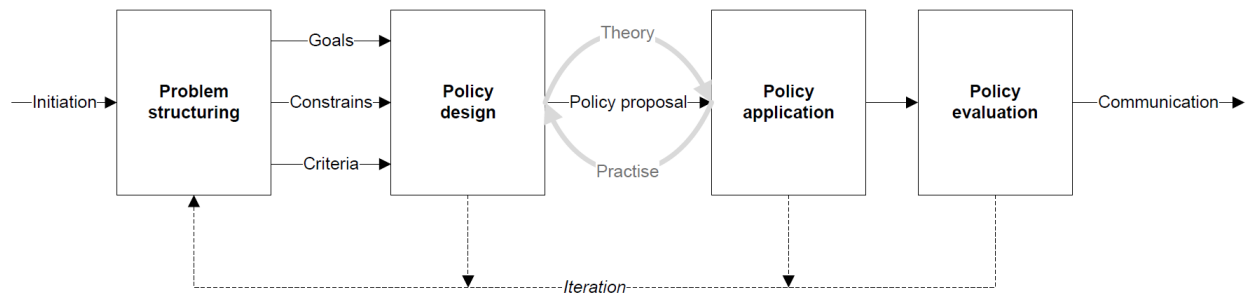 Theory
Goals
Initiation
Problem
structuring
Constrains
Policy
design
Policy proposal
Policy
application
Policy
evaluation
Communication
Criteria
Practise
Iteration